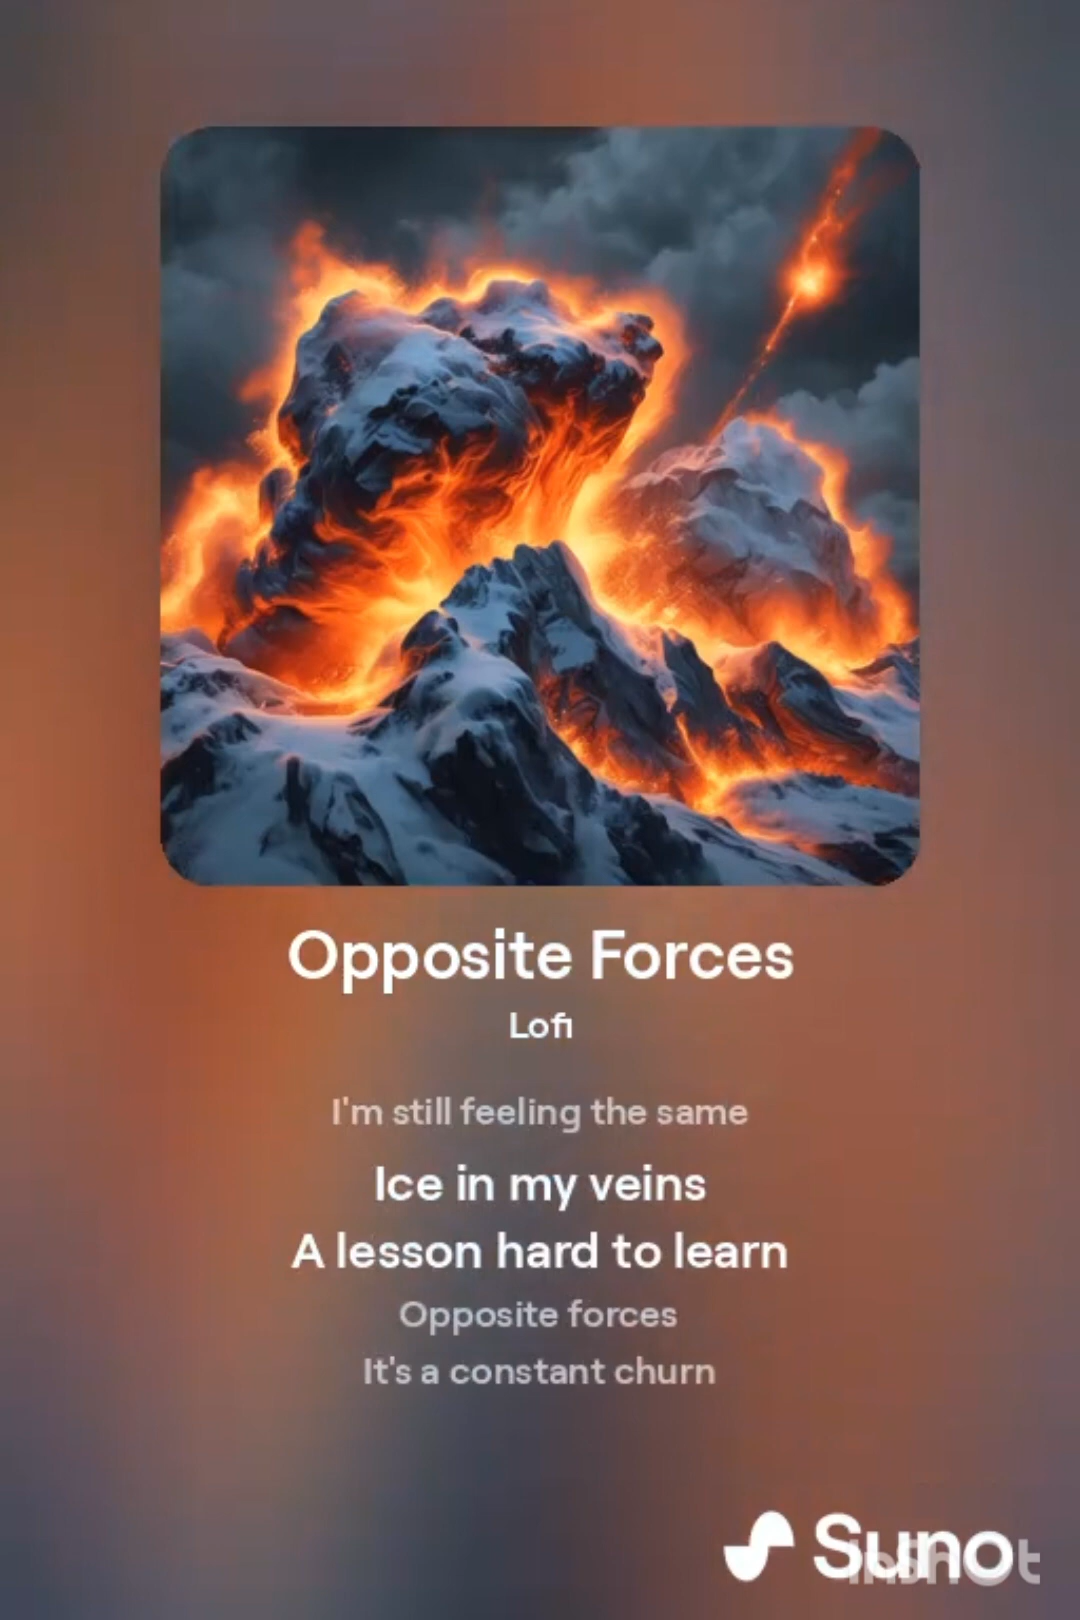 Opposite Forces
Lofi
I'm still feeling the same
Ice in my veins
A lesson hard to learn
Opposite forces
It's a constant churn
Suno
InShot